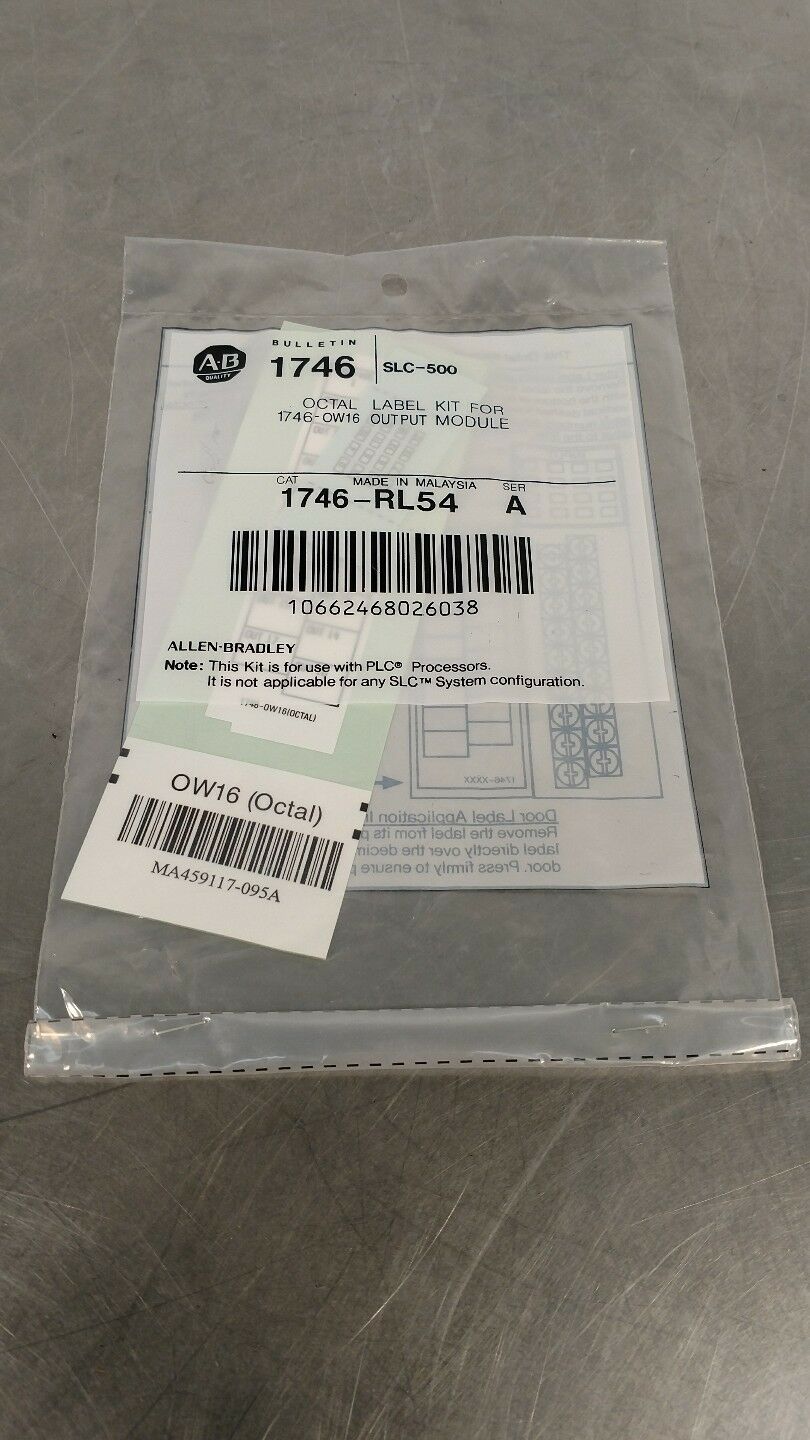 A-B
QUALITY
BULLETIN
1746
SLC-500
OCTAL LABEL KIT FOR
1746-OW16 OUTPUT MODULE
CAT
MADE IN MALAYSIA
SER
1746-RL54
A
10662468026038
ALLEN-BRADLEY
Note: This Kit is for use with PLC® Processors.
It is not applicable for any SLC™ System configuration.
1746-OW16(OCTAL)
1746-XXXX
OW16 (Octal)
MA459117-095A
Door Label Application
Remove the label from its
label directly over the
door. Press firmly to ensure